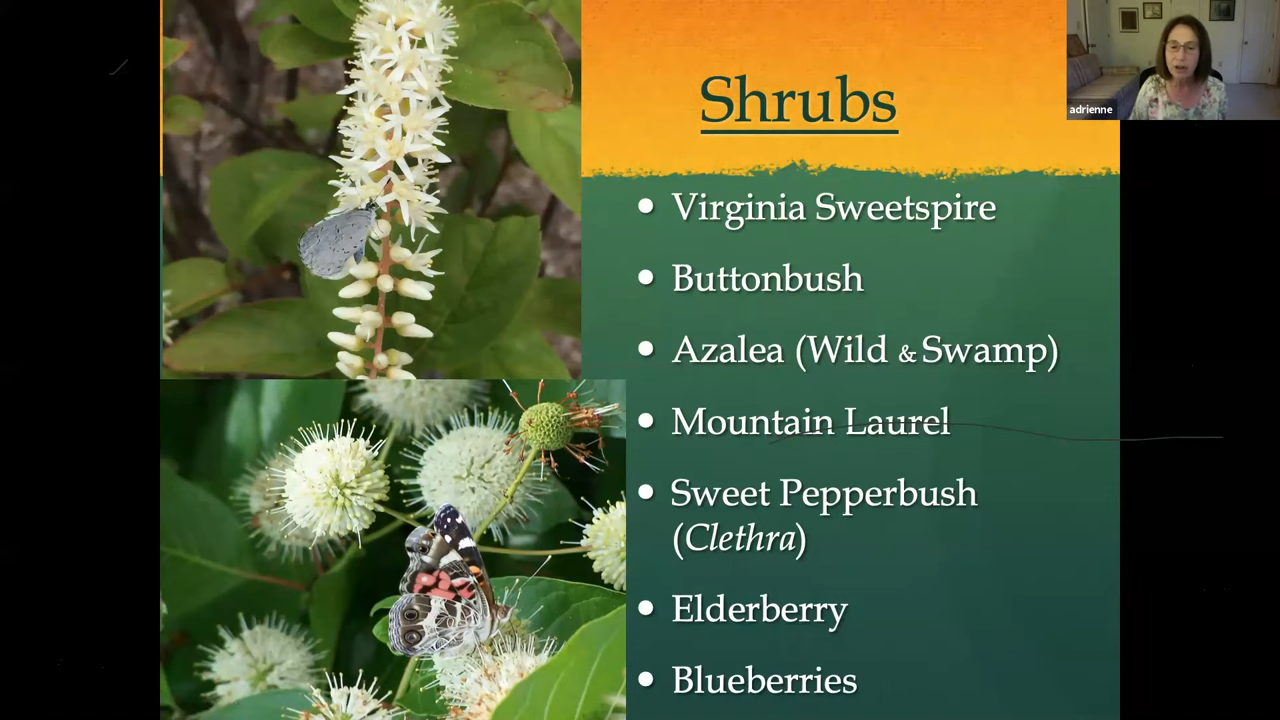 Shrubs
adrienne
Virginia Sweetspire
Buttonbush
Azalea (Wild & Swamp)
Mountain Laurel
Sweet Pepperbush
(Clethra)
Elderberry
Blueberries